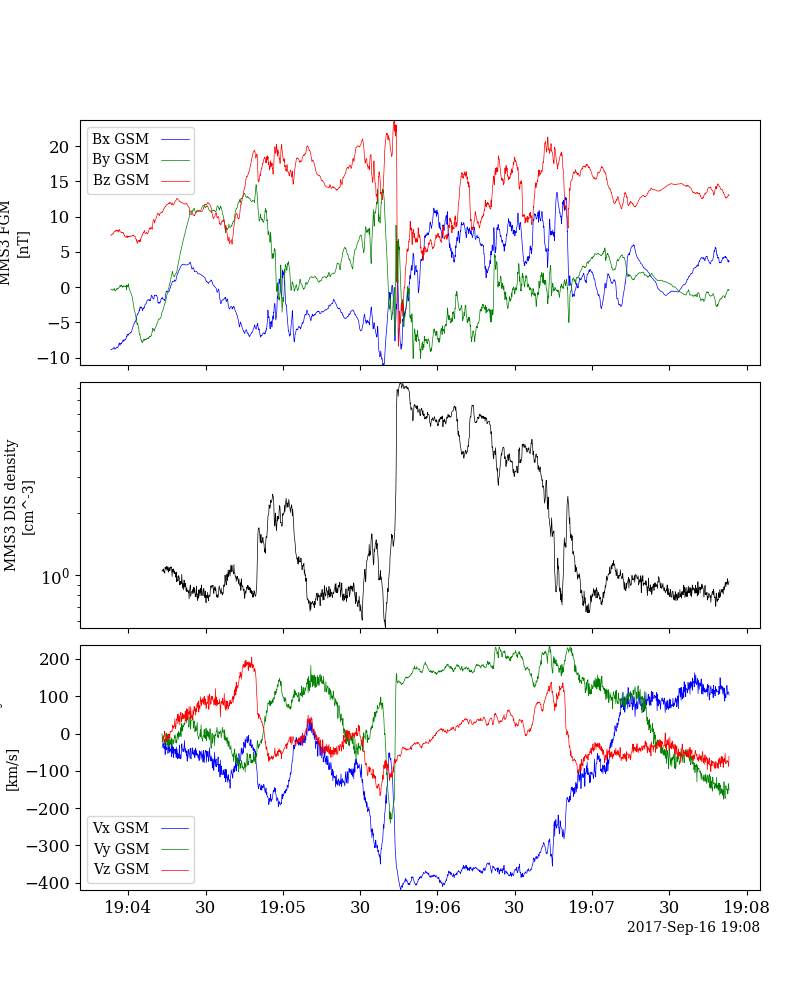 MMS3 FGM
[nT]
20
15
10
5
0
−5
−10
Bx GSM
By GSM
Bz GSM
MMS3 DIS density
[cm^-3]
10^0
[km/s]
200
100
0
−100
−200
−300
−400
Vx GSM
Vy GSM
Vz GSM
19:04
30
19:05
30
19:06
30
19:07
30
19:08
2017-Sep-16 19:08